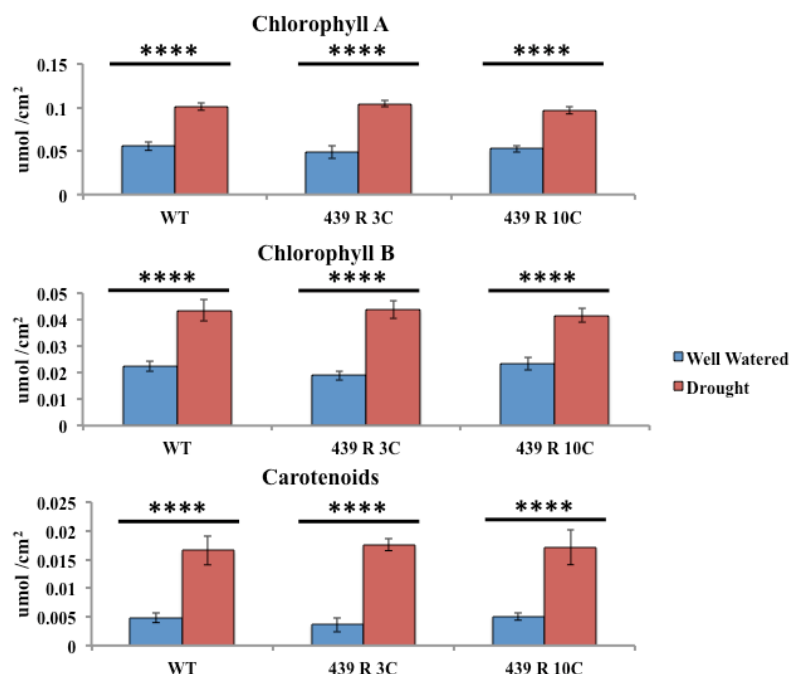 Chlorophyll A
**** **** ****
umol /cm²
0.15
0.1
0.05
0
WT 439 R 3C 439 R 10C
Chlorophyll B
**** **** ****
umol /cm²
0.05
0.04
0.03
0.02
0.01
0
WT 439 R 3C 439 R 10C
Well Watered
Drought
Carotenoids
**** **** ****
umol /cm²
0.025
0.02
0.015
0.01
0.005
0
WT 439 R 3C 439 R 10C